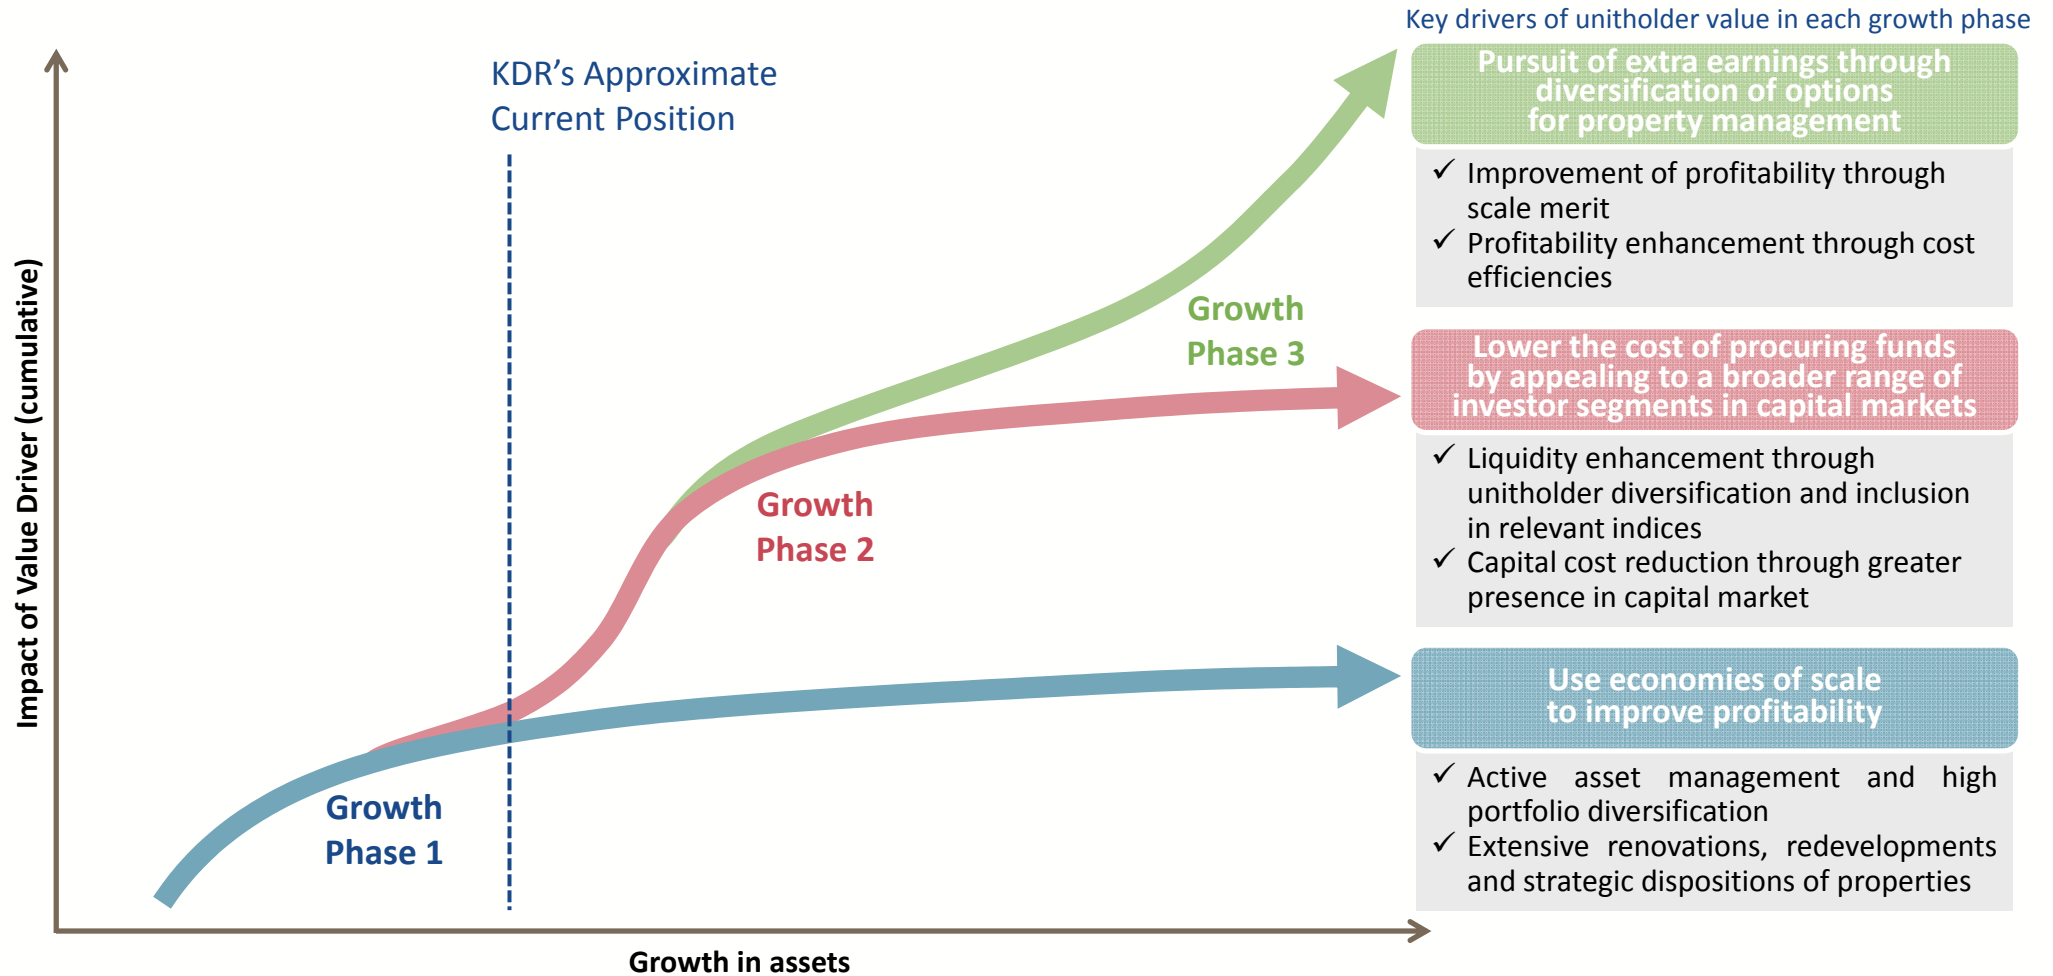 Key drivers of unitholder value in each growth phase
KDR’s Approximate
Current Position
Impact of Value Driver (cumulative)
Growth
Phase 3
Growth
Phase 2
Growth
Phase 1
Growth in assets
Pursuit of extra earnings through
diversification of options
for property management
✓ Improvement of profitability through
scale merit
✓ Profitability enhancement through cost
efficiencies
Lower the cost of procuring funds
by appealing to a broader range of
investor segments in capital markets
✓ Liquidity enhancement through
unitholder diversification and inclusion
in relevant indices
✓ Capital cost reduction through greater
presence in capital market
Use economies of scale
to improve profitability
✓ Active asset management and high
portfolio diversification
✓ Extensive renovations, redevelopments
and strategic dispositions of properties